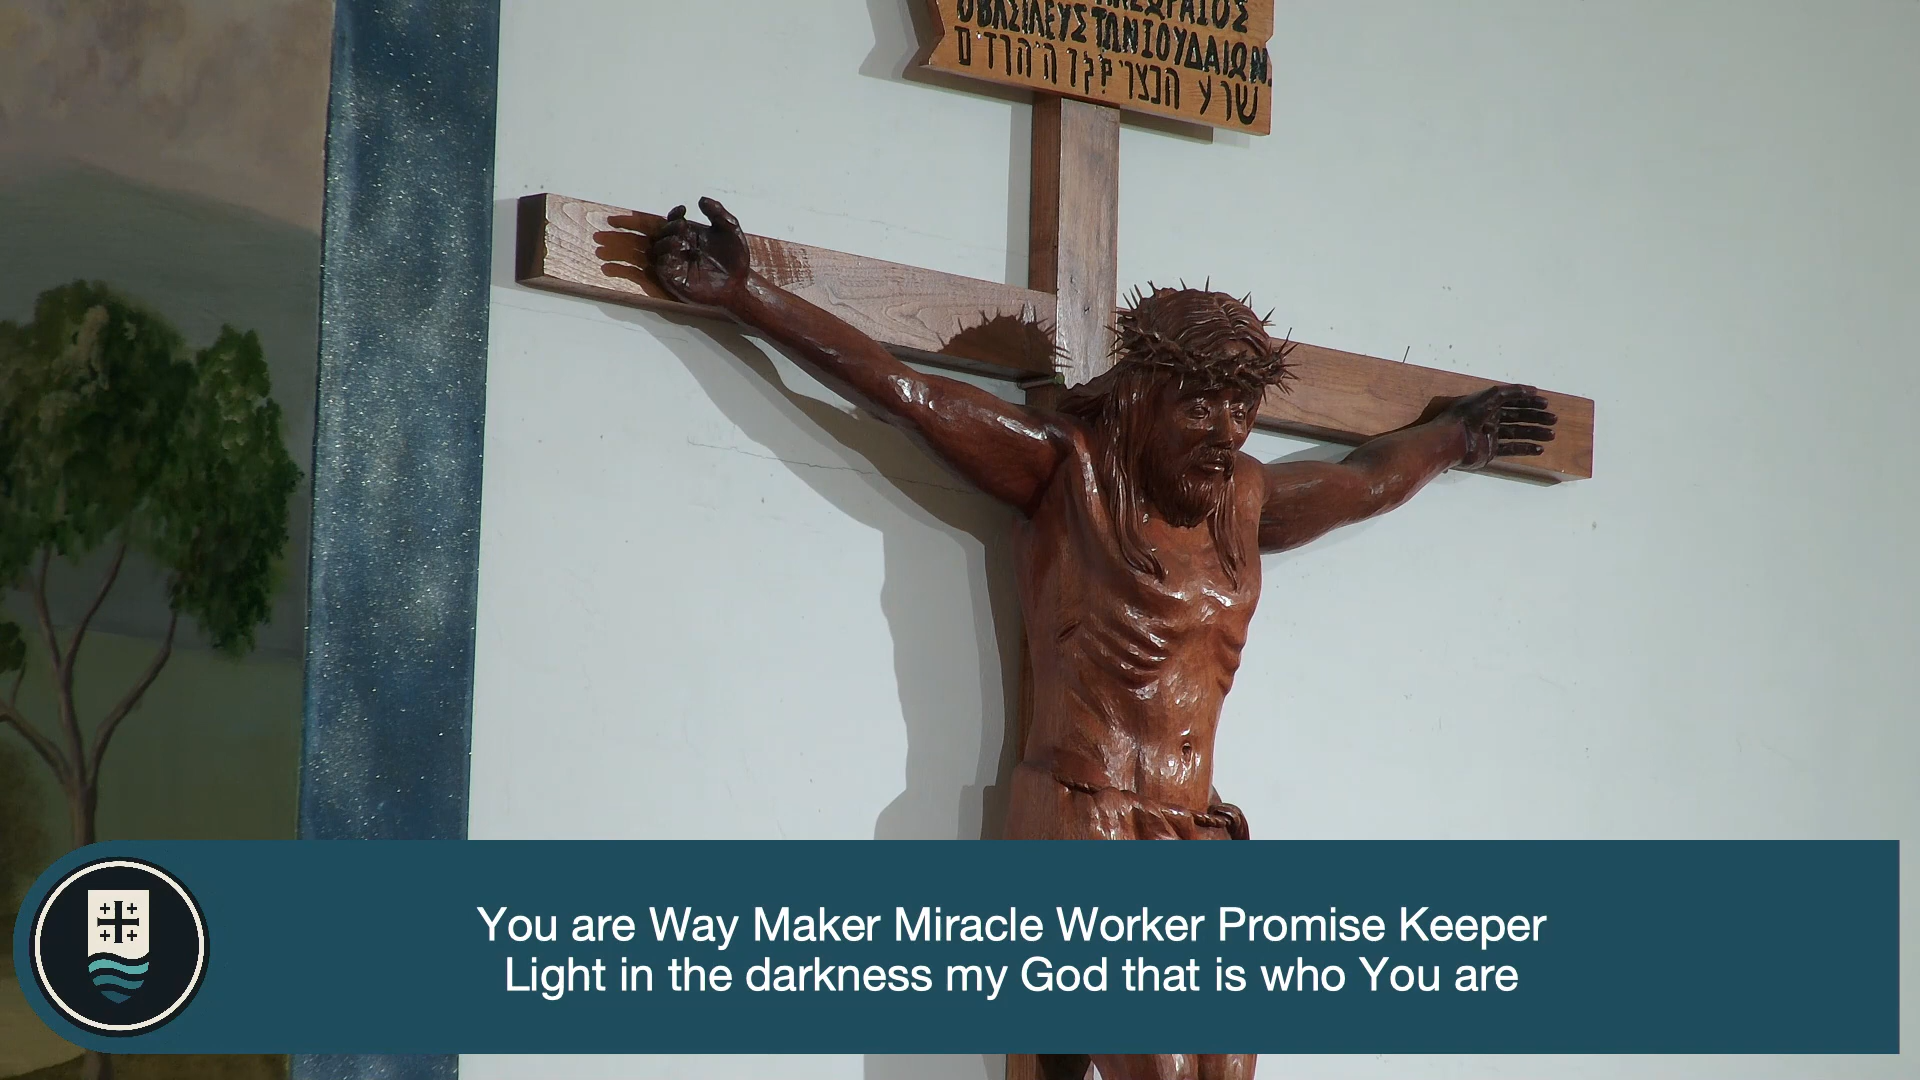 Ο ΒΑΣΙΛΕΥΣ ΤΩΝ ΙΟΥΔΑΙΩΝ
You are Way Maker Miracle Worker Promise Keeper
Light in the darkness my God that is who You are